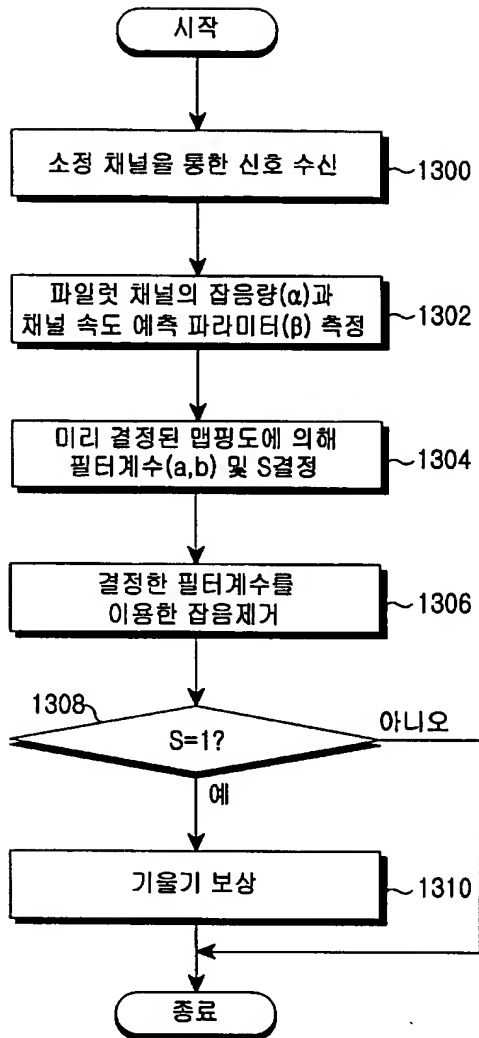 시작
소정 채널을 통한 신호 수신
1300
파일럿 채널의 잡음량(α)과
채널 속도 예측 파라미터(β) 측정
1302
미리 결정된 맵핑도에 의해
필터계수(a,b) 및 S결정
1304
결정한 필터계수를
이용한 잡음제거
1306
1308
S=1?
아니오
예
기울기 보상
1310
종료